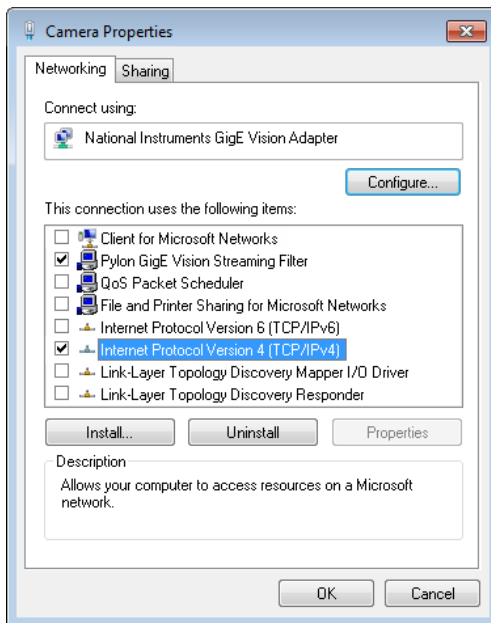 Camera Properties
Networking
Sharing
Connect using:
National Instruments GigE Vision Adapter
Configure...
This connection uses the following items:
Client for Microsoft Networks
Pylon GigE Vision Streaming Filter
QoS Packet Scheduler
File and Printer Sharing for Microsoft Networks
Internet Protocol Version 6 (TCP/IPv6)
Internet Protocol Version 4 (TCP/IPv4)
Link-Layer Topology Discovery Mapper I/O Driver
Link-Layer Topology Discovery Responder
Install...
Uninstall
Properties
Description
Allows your computer to access resources on a Microsoft
network.
OK
Cancel